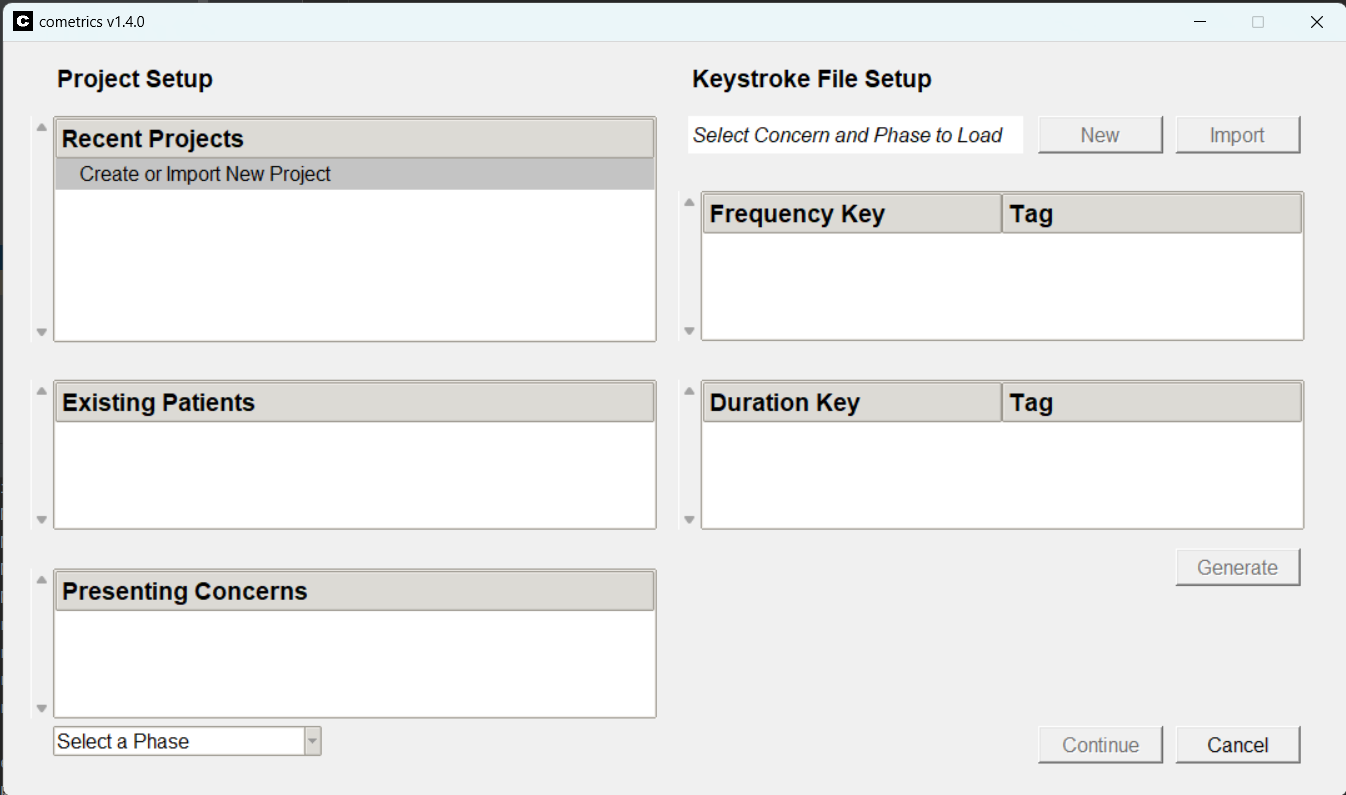 C cometrics v1.4.0
Project Setup
Recent Projects
Create or Import New Project
Existing Patients
Presenting Concerns
Select a Phase
Keystroke File Setup
Select Concern and Phase to Load New Import
Frequency Key Tag
Duration Key Tag
Generate
Continue Cancel